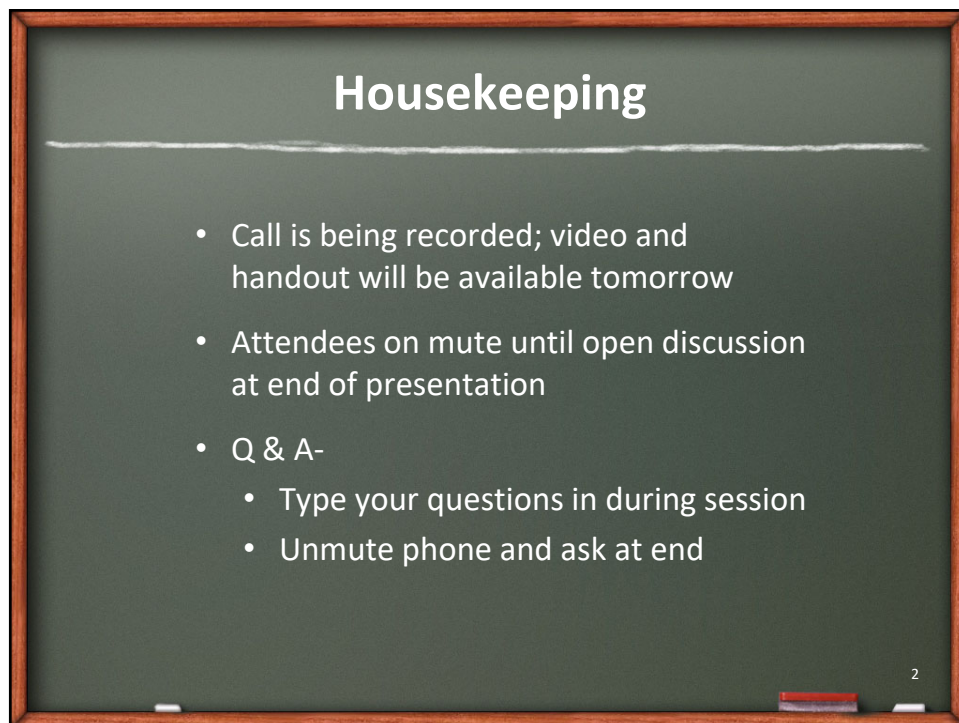 Housekeeping
• Call is being recorded; video and
handout will be available tomorrow
• Attendees on mute until open discussion
at end of presentation
• Q & A-
• Type your questions in during session
• Unmute phone and ask at end
2